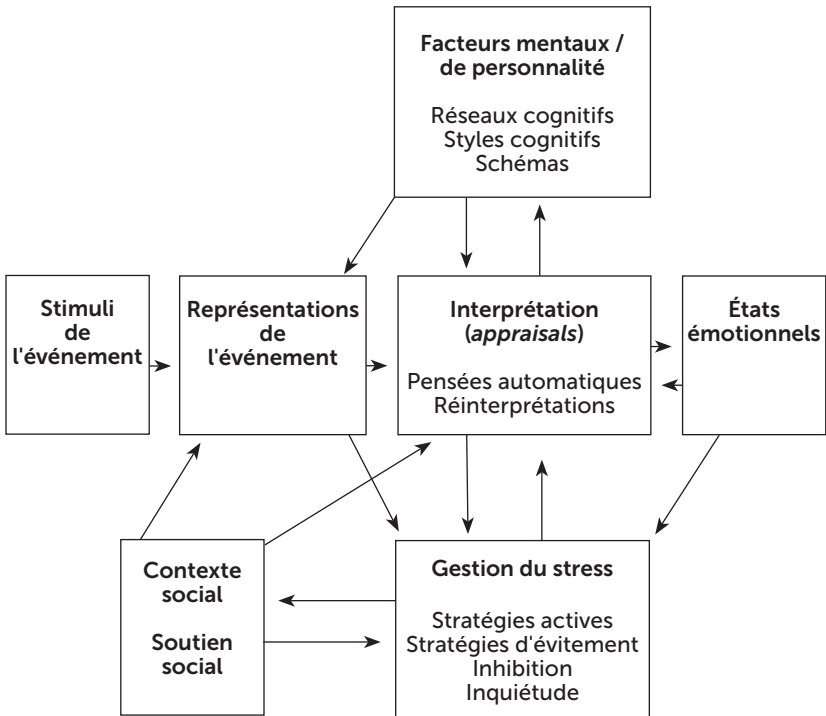 Facteurs mentaux /
de personnalité
Réseaux cognitifs
Styles cognitifs
Schémas
Stimuli
de
l'événement
Représentations
de
l'événement
Interprétation
(appraisals)
Pensées automatiques
Réinterprétations
États
émotionnels
Contexte
social
Soutien
social
Gestion du stress
Stratégies actives
Stratégies d'évitement
Inhibition
Inquiétude